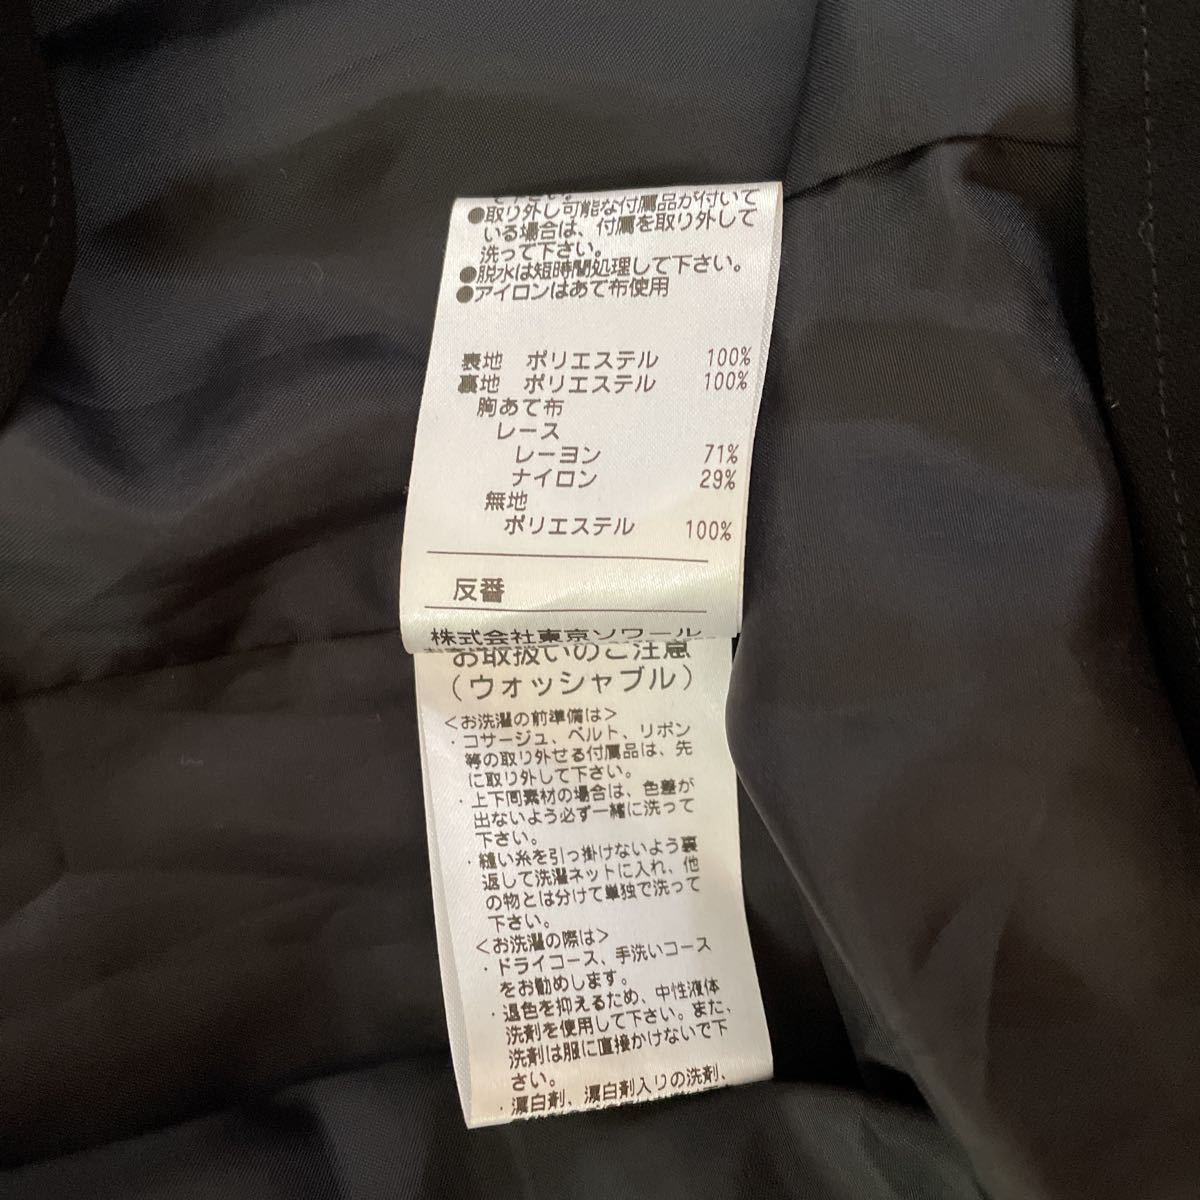 ●取り外し可能な付属品が付いて
いる場合は、付属を取り外して
洗って下さい。
●脱水は短時間処理して下さい。
●アイロンはあて布使用
表地 ポリエステル 100%
裏地 ポリエステル 100%
胸あて布
レース
レーヨン 71%
ナイロン 29%
無地
ポリエステル 100%
反番
株式会社東京ソワール
お取扱いのご注意
(ウォッシャブル)
<お洗濯の前準備は>
・コサージュ、ベルト、リボン
等の取り外せる付属品は、先
に取り外して下さい。
・上下同素材の場合は、色差が
出ないよう必ず一緒に洗って
下さい。
・縫い糸を引っ掛けないよう裏
返して洗濯ネットに入れ、他
の物とは分けて単独で洗って
下さい。
<お洗濯の際は>
・ドライコース、手洗いコース
をお勧めします。
・退色を抑えるため、中性液体
洗剤を使用して下さい。また、
洗剤は服に直接かけないで下
さい。
・漂白剤、漂白剤入りの洗剤、